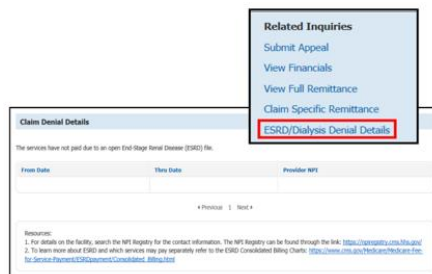 Related Inquiries
Submit Appeal
View Financials
View Full Remittance
Claim Specific Remittance
ESRD/Dialysis Denial Details
Claim Denial Details
The services have not paid due to an open End-Stage Renal Disease (ESRD) file.
From Date Thru Date Provider NPI
Previous 1 Next
Resources:
1. For details on the facility, search the NPI Registry for the contact information. The NPI Registry can be found through the link: https://npiregistry.cms.hhs.gov/
2. To learn more about ESRD and which services may pay separately refer to the ESRD Consolidated Billing Charts: https://www.cms.gov/Medicare/Medicare-Fee-
for-Service-Payment/ESRDpayment/Consolidated_Billing.html